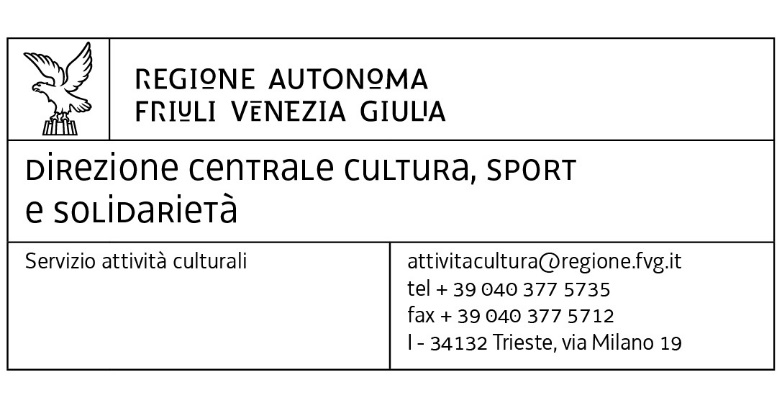 REGIONE AUTONOMA
FRIULI VENEZIA GIULIA
Direzione centrale cultura, sport
e solidarietà
Servizio attività culturali
attivitacultura@regione.fvg.it
tel + 39 040 377 5735
fax + 39 040 377 5712
I - 34132 Trieste, via Milano 19